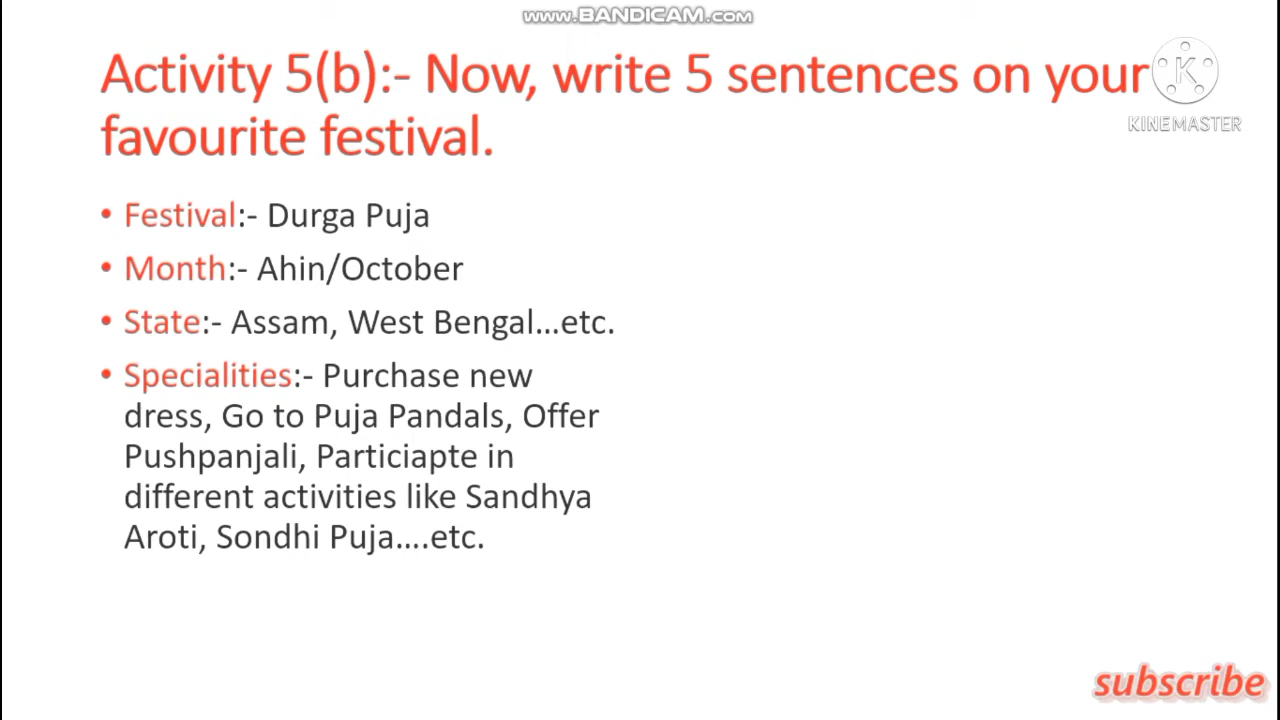 www.BANDICAM.com
Activity 5(b):- Now, write 5 sentences on your
favourite festival.
K
KINEMASTER
• Festival:- Durga Puja
• Month:- Ahin/October
• State:- Assam, West Bengal...etc.
• Specialities:- Purchase new
dress, Go to Puja Pandals, Offer
Pushpanjali, Particiapte in
different activities like Sandhya
Aroti, Sondhi Puja....etc.
subscribe